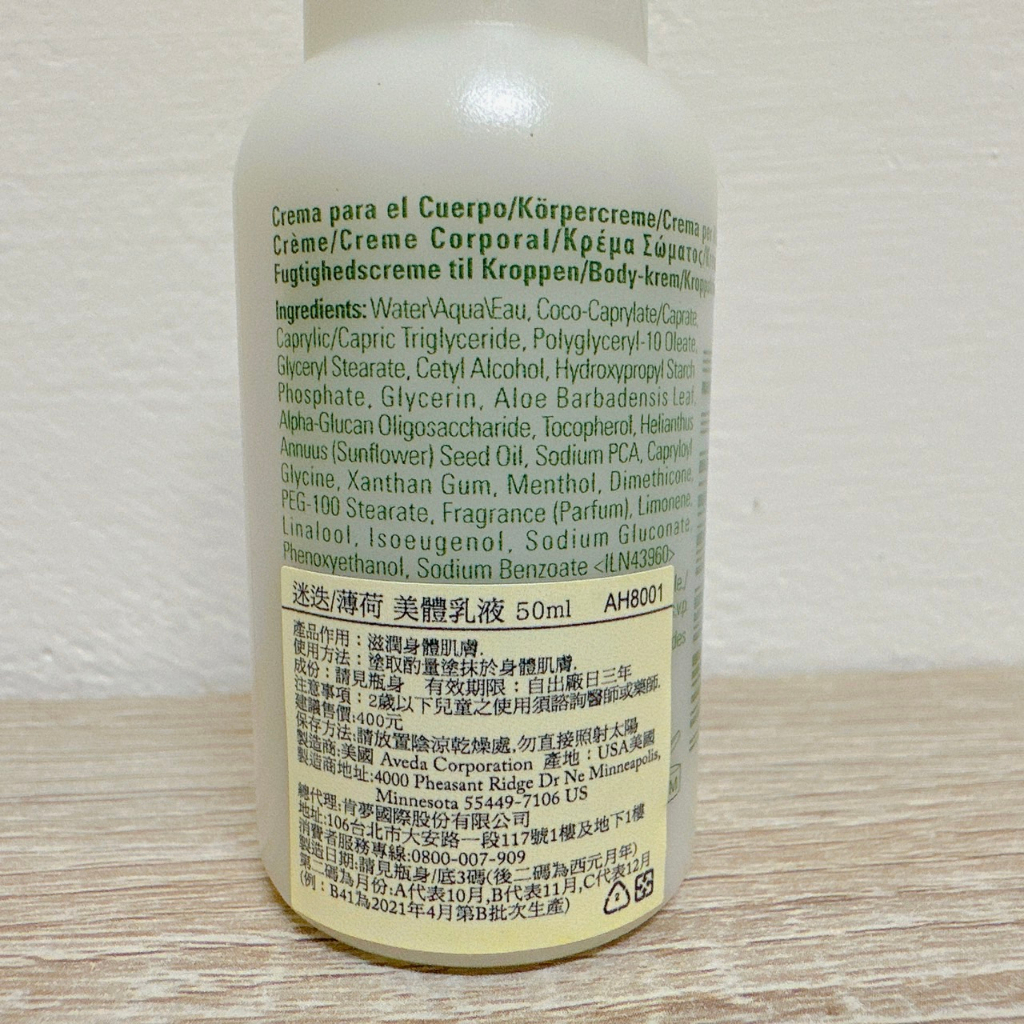 Crema para el Cuerpo/Körpercreme/Crema per
Crème/Creme Corporal/Κρέμα Σώματος/
Fugtighedscreme til Kroppen/Body-krem/
Ingredients: Water\Aqua\Eau, Coco-Caprylate/Caprate,
Caprylic/Capric Triglyceride, Polyglyceryl-10 Oleate,
Glyceryl Stearate, Cetyl Alcohol, Hydroxypropyl Starch
Phosphate, Glycerin, Aloe Barbadensis Leaf,
Alpha-Glucan Oligosaccharide, Tocopherol, Helianthus
Annuus (Sunflower) Seed Oil, Sodium PCA, Capryloyl
Glycine, Xanthan Gum, Menthol, Dimethicone,
PEG-100 Stearate, Fragrance (Parfum), Limonene,
Linalool, Isoeugenol, Sodium Gluconate,
Phenoxyethanol, Sodium Benzoate <ILN43960>
迷迭/薄荷 美體乳液 50ml AH8001
產品作用：滋潤身體肌膚.
使用方法：塗取酌量塗抹於身體肌膚.
成份：請見瓶身 有效期限：自出廠日三年
注意事項：2歲以下兒童之使用須諮詢醫師或藥師.
建議售價:400元
保存方法:請放置陰涼乾燥處,勿直接照射太陽
製造商:美國 Aveda Corporation 產地：USA美國
製造商地址:4000 Pheasant Ridge Dr Ne Minneapolis,
Minnesota 55449-7106 US
總代理:肯夢國際股份有限公司
地址:106台北市大安路一段117號1樓及地下1樓
消費者服務專線:0800-007-909
製造日期:請見瓶身/底3碼(後二碼為西元月年)
第二碼為月份:A代表10月,B代表11月,C代表12月
(例：B41為2021年4月第B批次生產)